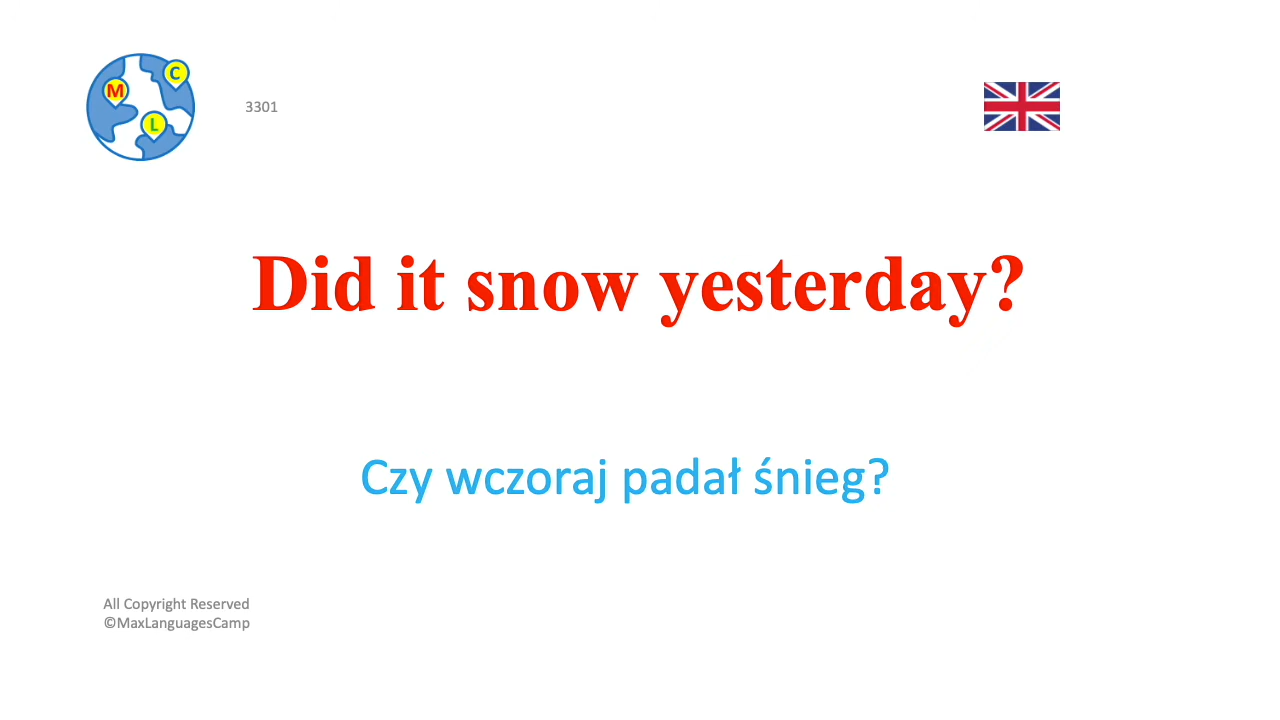 M
C
L
3301
Did it snow yesterday?
Czy wczoraj padał śnieg?
All Copyright Reserved
©MaxLanguagesCamp